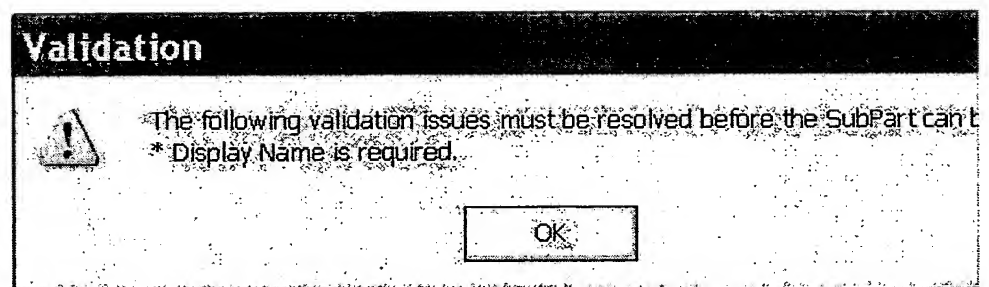 Validation
The following validation issues must be resolved before the SubPart can
* Display Name is required.
OK